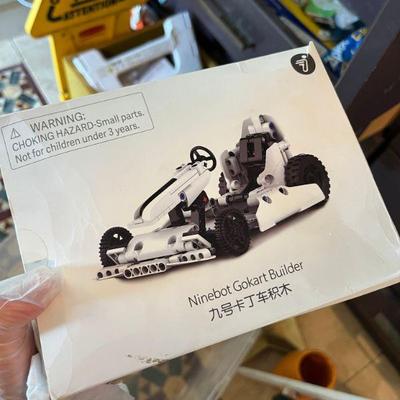 ATTENTION
WARNING:
CHOKING HAZARD-Small parts.
Not for children under 3 years.
Ninebot Gokart Builder
九号卡丁车积木